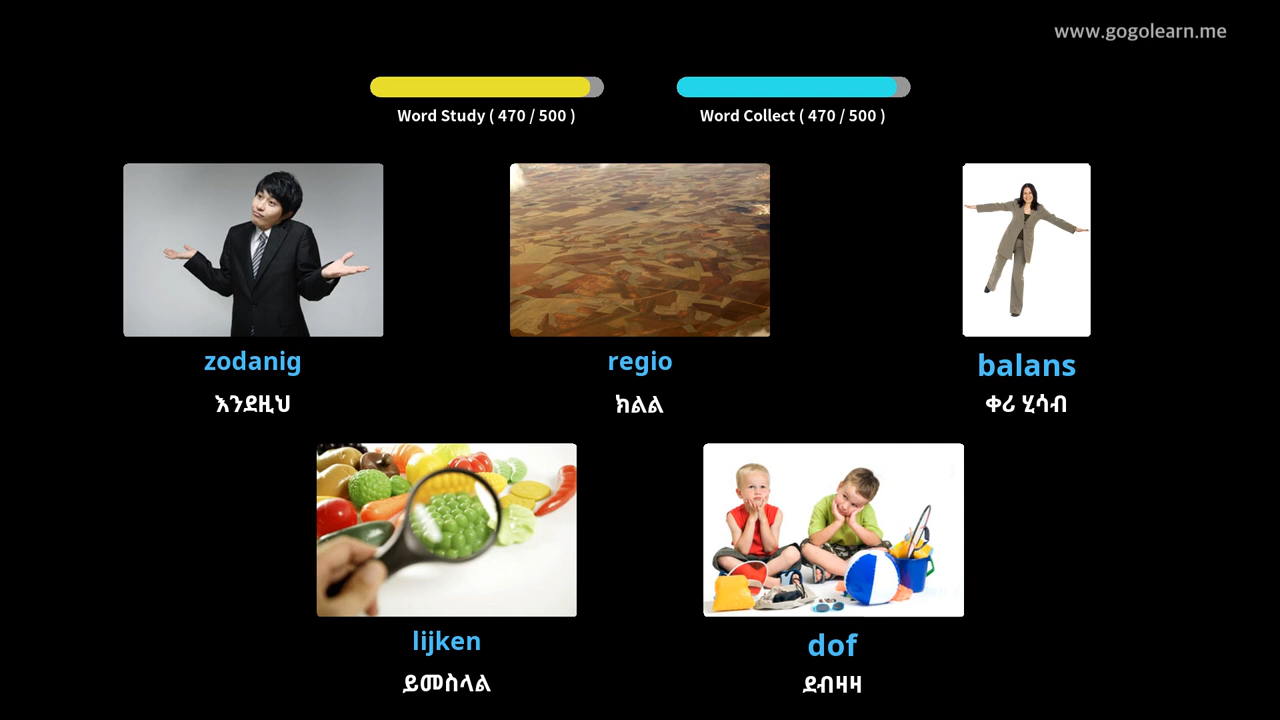 www.gogolearn.me
Word Study ( 470 / 500 )
Word Collect ( 470 / 500 )
zodanig
regio
balans
እንደዚህ
ክልል
ቀሪ ሂሳብ
lijken
dof
ይመስላል
ደብዛዛ